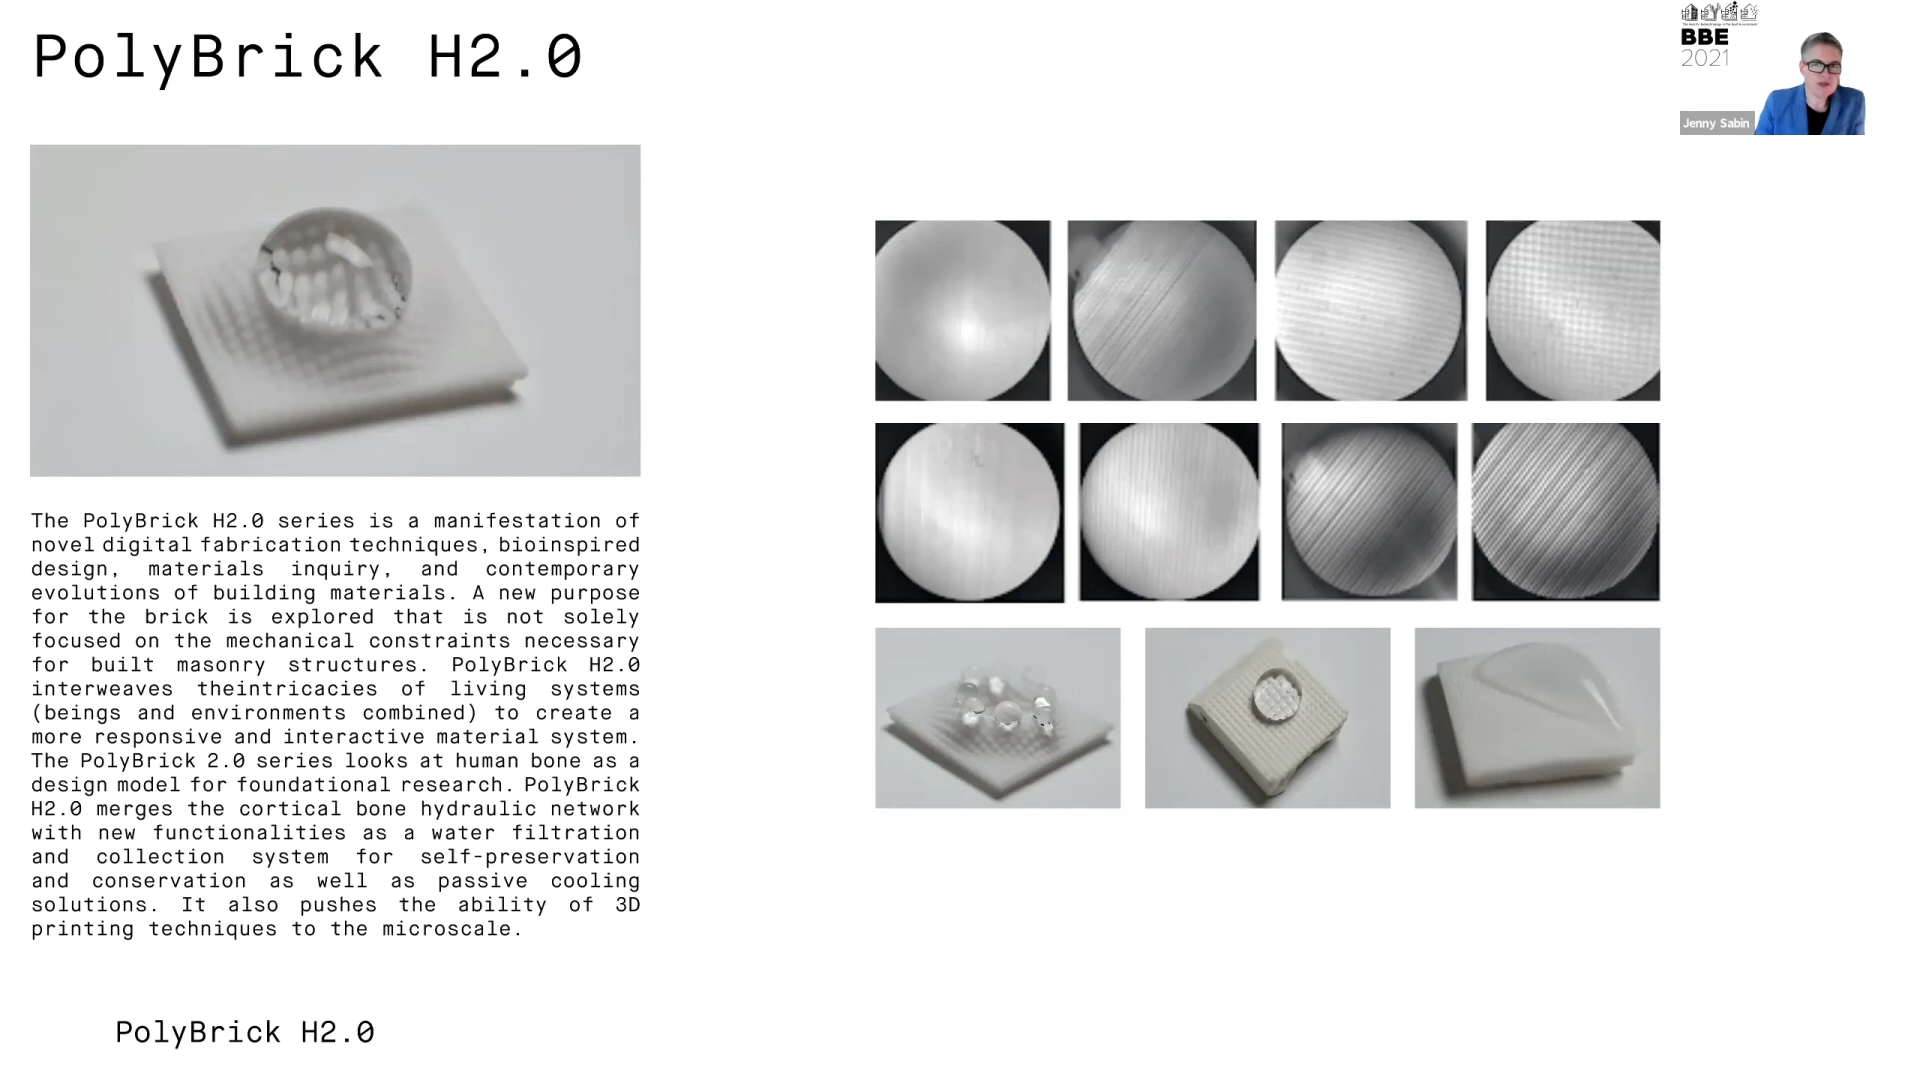 PolyBrick H2.0
BBE
2021
Jenny Sabin
The PolyBrick H2.0 series is a manifestation of
novel digital fabrication techniques, bioinspired
design, materials inquiry, and contemporary
evolutions of building materials. A new purpose
for the brick is explored that is not solely
focused on the mechanical constraints necessary
for built masonry structures. PolyBrick H2.0
interweaves theintricacies of living systems
(beings and environments combined) to create a
more responsive and interactive material system.
The PolyBrick 2.0 series looks at human bone as a
design model for foundational research. PolyBrick
H2.0 merges the cortical bone hydraulic network
with new functionalities as a water filtration
and collection system for self-preservation
and conservation as well as passive cooling
solutions. It also pushes the ability of 3D
printing techniques to the microscale.
PolyBrick H2.0